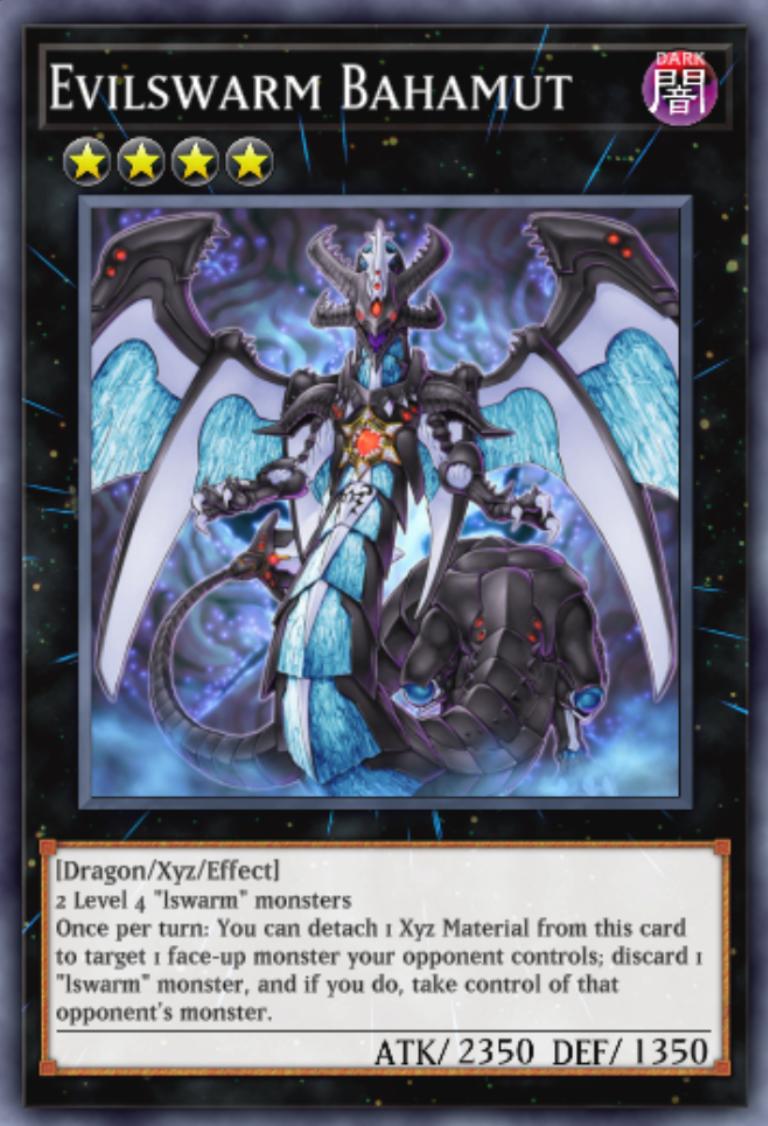 EVILSWARM BAHAMUT
DARK
闇
[Dragon/Xyz/Effect]
2 Level 4 "lswarm" monsters
Once per turn: You can detach 1 Xyz Material from this card
to target 1 face-up monster your opponent controls; discard 1
"lswarm" monster, and if you do, take control of that
opponent's monster.
ATK/2350 DEF/1350